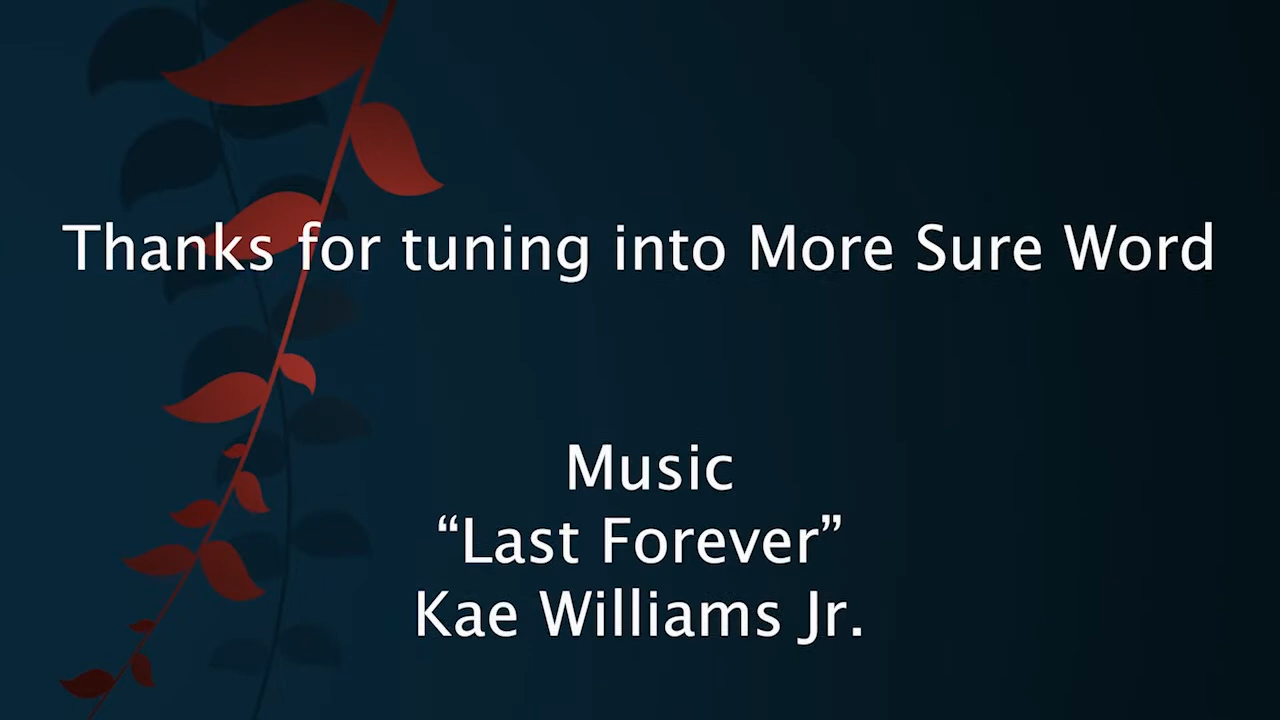 Thanks for tuning into More Sure Word
Music
“Last Forever”
Kae Williams Jr.